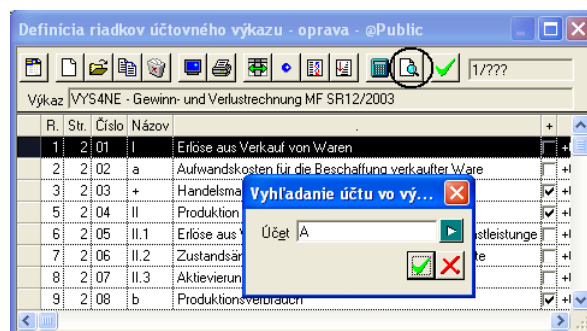 Definícia riadkov účtovného výkazu - oprava - @Public
1/???
Výkaz VYS4NE - Gewinn- und Verlustrechnung MF SR12/2003
R. Str. Číslo Názov . +
1 2 01 I Erlöse aus Verkauf von Waren
2 2 02 a Aufwandskosten für die Beschaffung verkaufter Ware
3 2 03 + Handelsma
5 2 04 II Produktion
6 2 05 II.1 Erlöse aus nstleistunge
7 2 06 II.2 Zustandsän te
8 2 07 II.3 Aktievierun
9 2 08 b Produktionsverbrauch
Vyhľadanie účtu vo vý...
Účet A